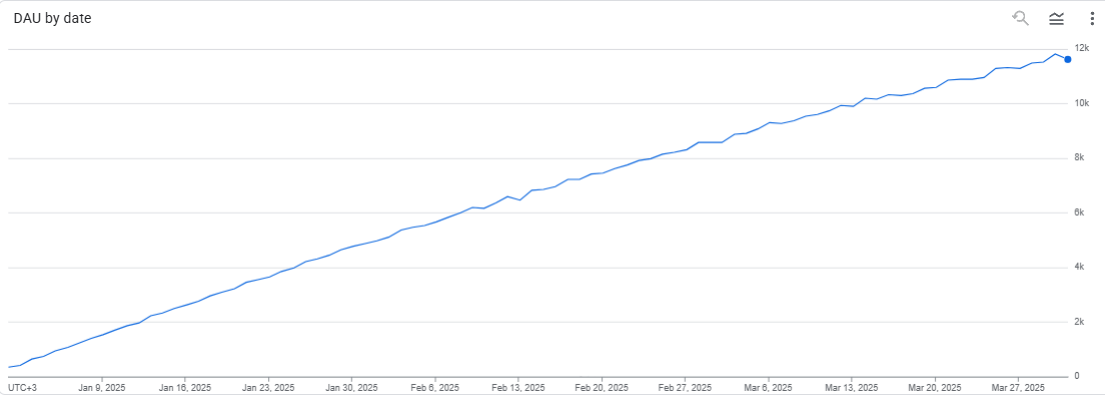 DAU by date
12k
10k
8k
6k
4k
2k
0
UTC+3 Jan 9, 2025 Jan 16, 2025 Jan 23, 2025 Jan 30, 2025 Feb 6, 2025 Feb 13, 2025 Feb 20, 2025 Feb 27, 2025 Mar 6, 2025 Mar 13, 2025 Mar 20, 2025 Mar 27, 2025